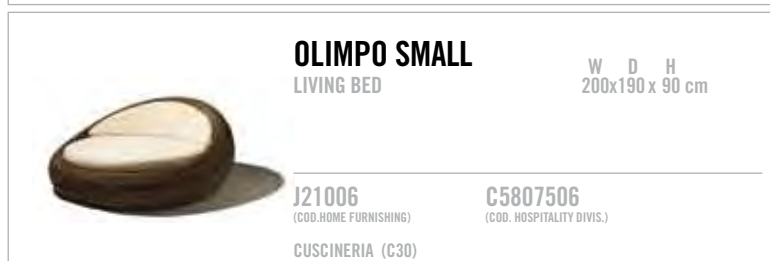 OLIMPO SMALL
LIVING BED
W D H
200x190 x 90 cm
J21006
(COD.HOME FURNISHING)
C5807506
(COD. HOSPITALITY DIVIS.)
CUSCINERIA (C30)